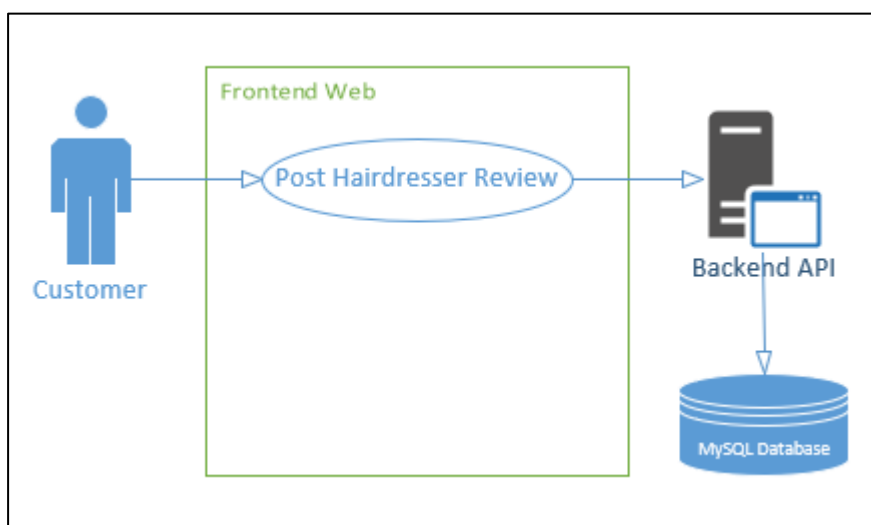 Frontend Web
Post Hairdresser Review
Customer
Backend API
MySQL Database